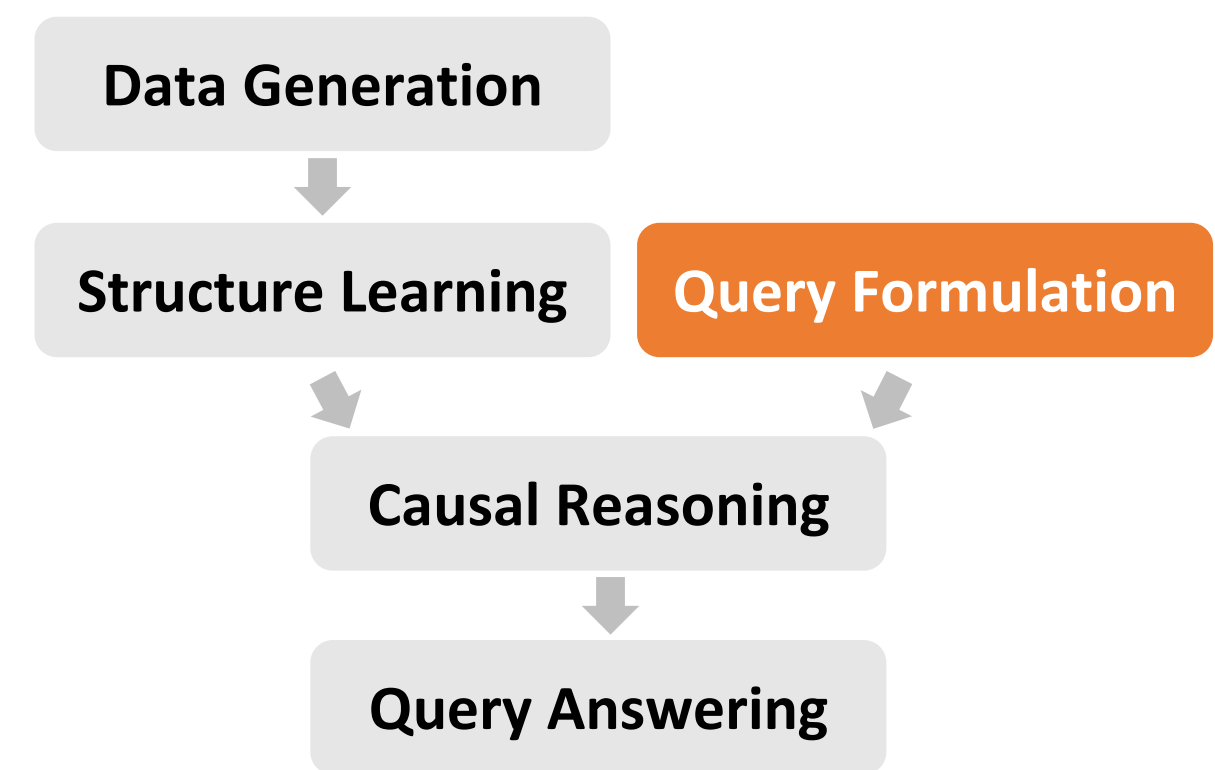 Data Generation
Structure Learning
Query Formulation
Causal Reasoning
Query Answering